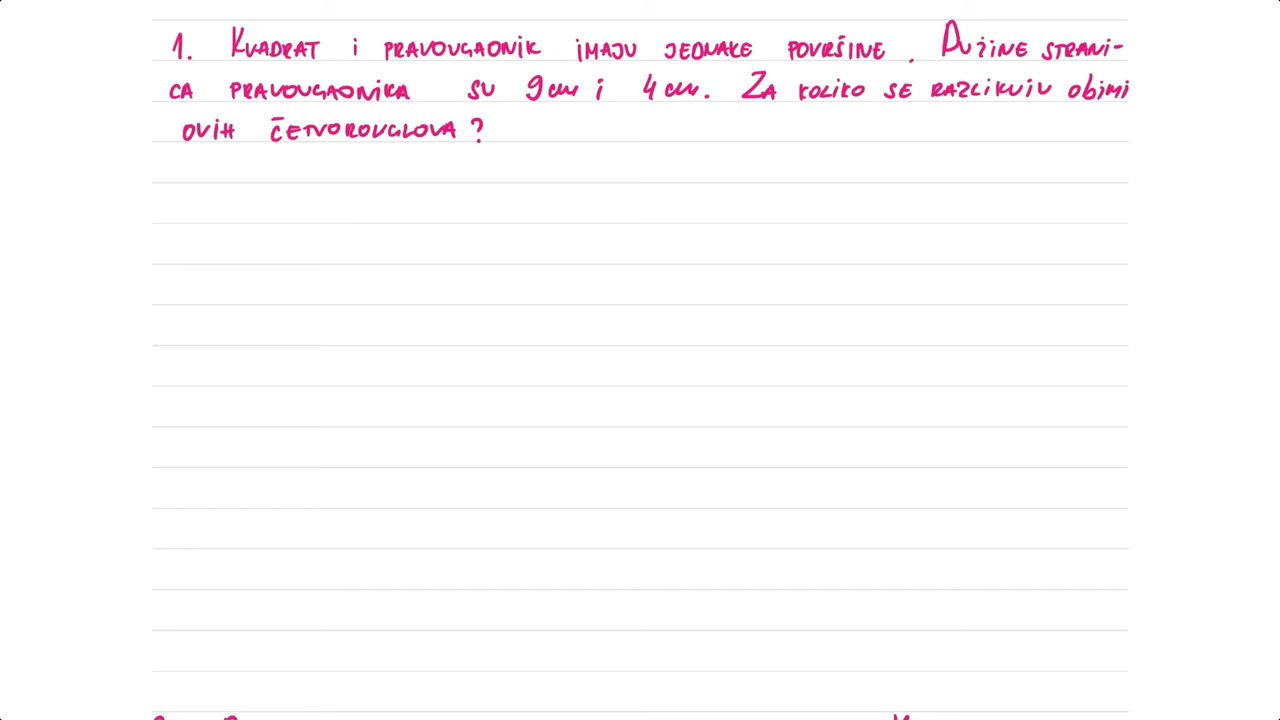 1. Kvadrat i pravougaonik imaju jednake površine. Dužine strani-
ca pravougaonika su 9cm i 4cm. Za koliko se razlikuju obimi
ovih četvorouglova?